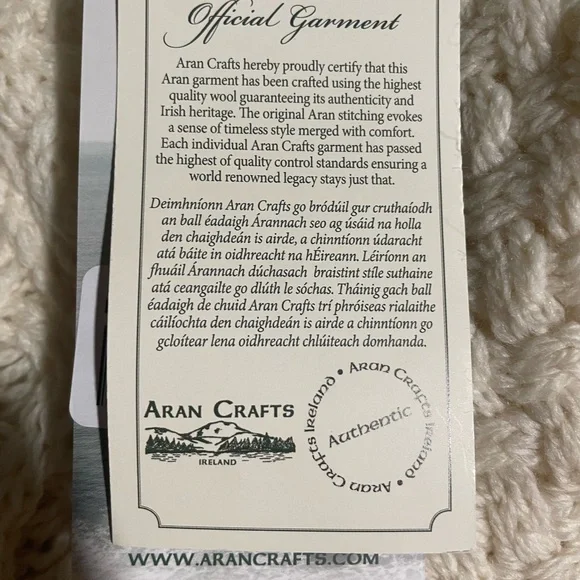 Official Garment
Aran Crafts hereby proudly certify that this
Aran garment has been crafted using the highest
quality wool guaranteeing its authenticity and
Irish heritage. The original Aran stitching evokes
a sense of timeless style merged with comfort.
Each individual Aran Crafts garment has passed
the highest of quality control standards ensuring a
world renowned legacy stays just that.
Deimhníonn Aran Crafts go bródúil gur cruthaíodh
an ball éadaigh Árannach seo ag úsáid na holla
den chaighdeán is airde, a chinntíonn údaracht
atá báite in oidhreacht na hÉireann. Léiríonn an
fhuáil Árannach dúchasach braistint stíle suthaine
atá ceangailte go dlúth le sóchas. Tháinig gach ball
éadaigh de chuid Aran Crafts trí phróiseas rialaithe
cáilíochta den chaighdeán is airde a chinntíonn go
gcloítear lena oidhreacht chlúiteach domhanda.
ARAN CRAFTS
IRELAND
Aran Crafts Ireland • Aran Crafts Ireland •
Authentic
WWW.ARANCRAFTS.COM